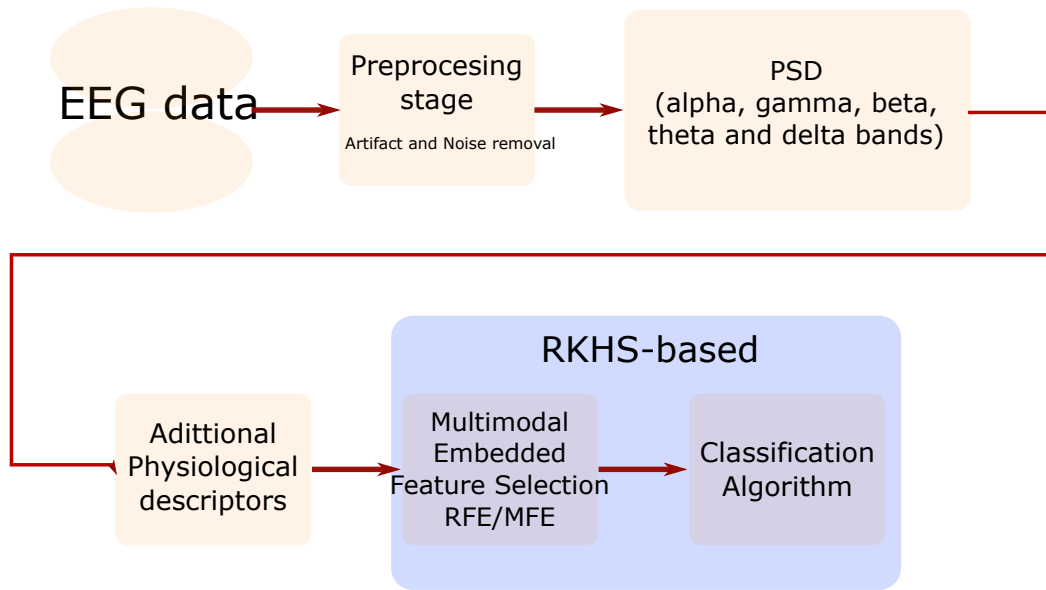 EEG data
Preprocesing
stage
Artifact and Noise removal
PSD
(alpha, gamma, beta,
theta and delta bands)
RKHS-based
Adittional
Physiological
descriptors
Multimodal
Embedded
Feature Selection
RFE/MFE
Classification
Algorithm